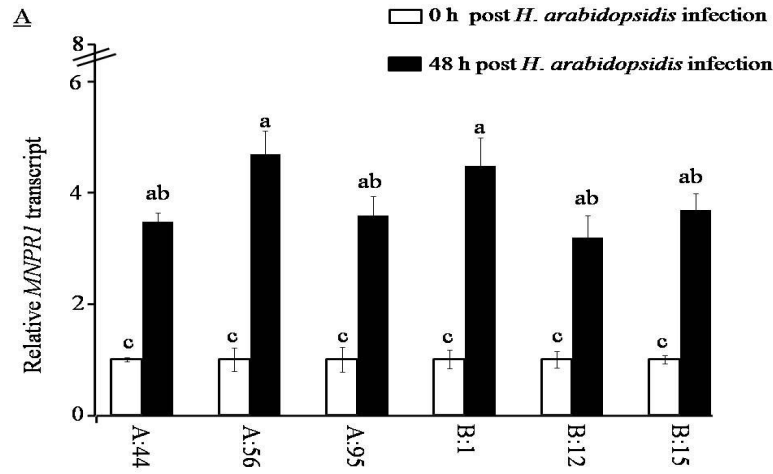 A
0 h post H. arabidopsidis infection
48 h post H. arabidopsidis infection
Relative MNPR1 transcript
8
6
4
2
0
ab
a
ab
a
ab
ab
c
c
c
c
c
c
A:44
A:56
A:95
B:1
B:12
B:15